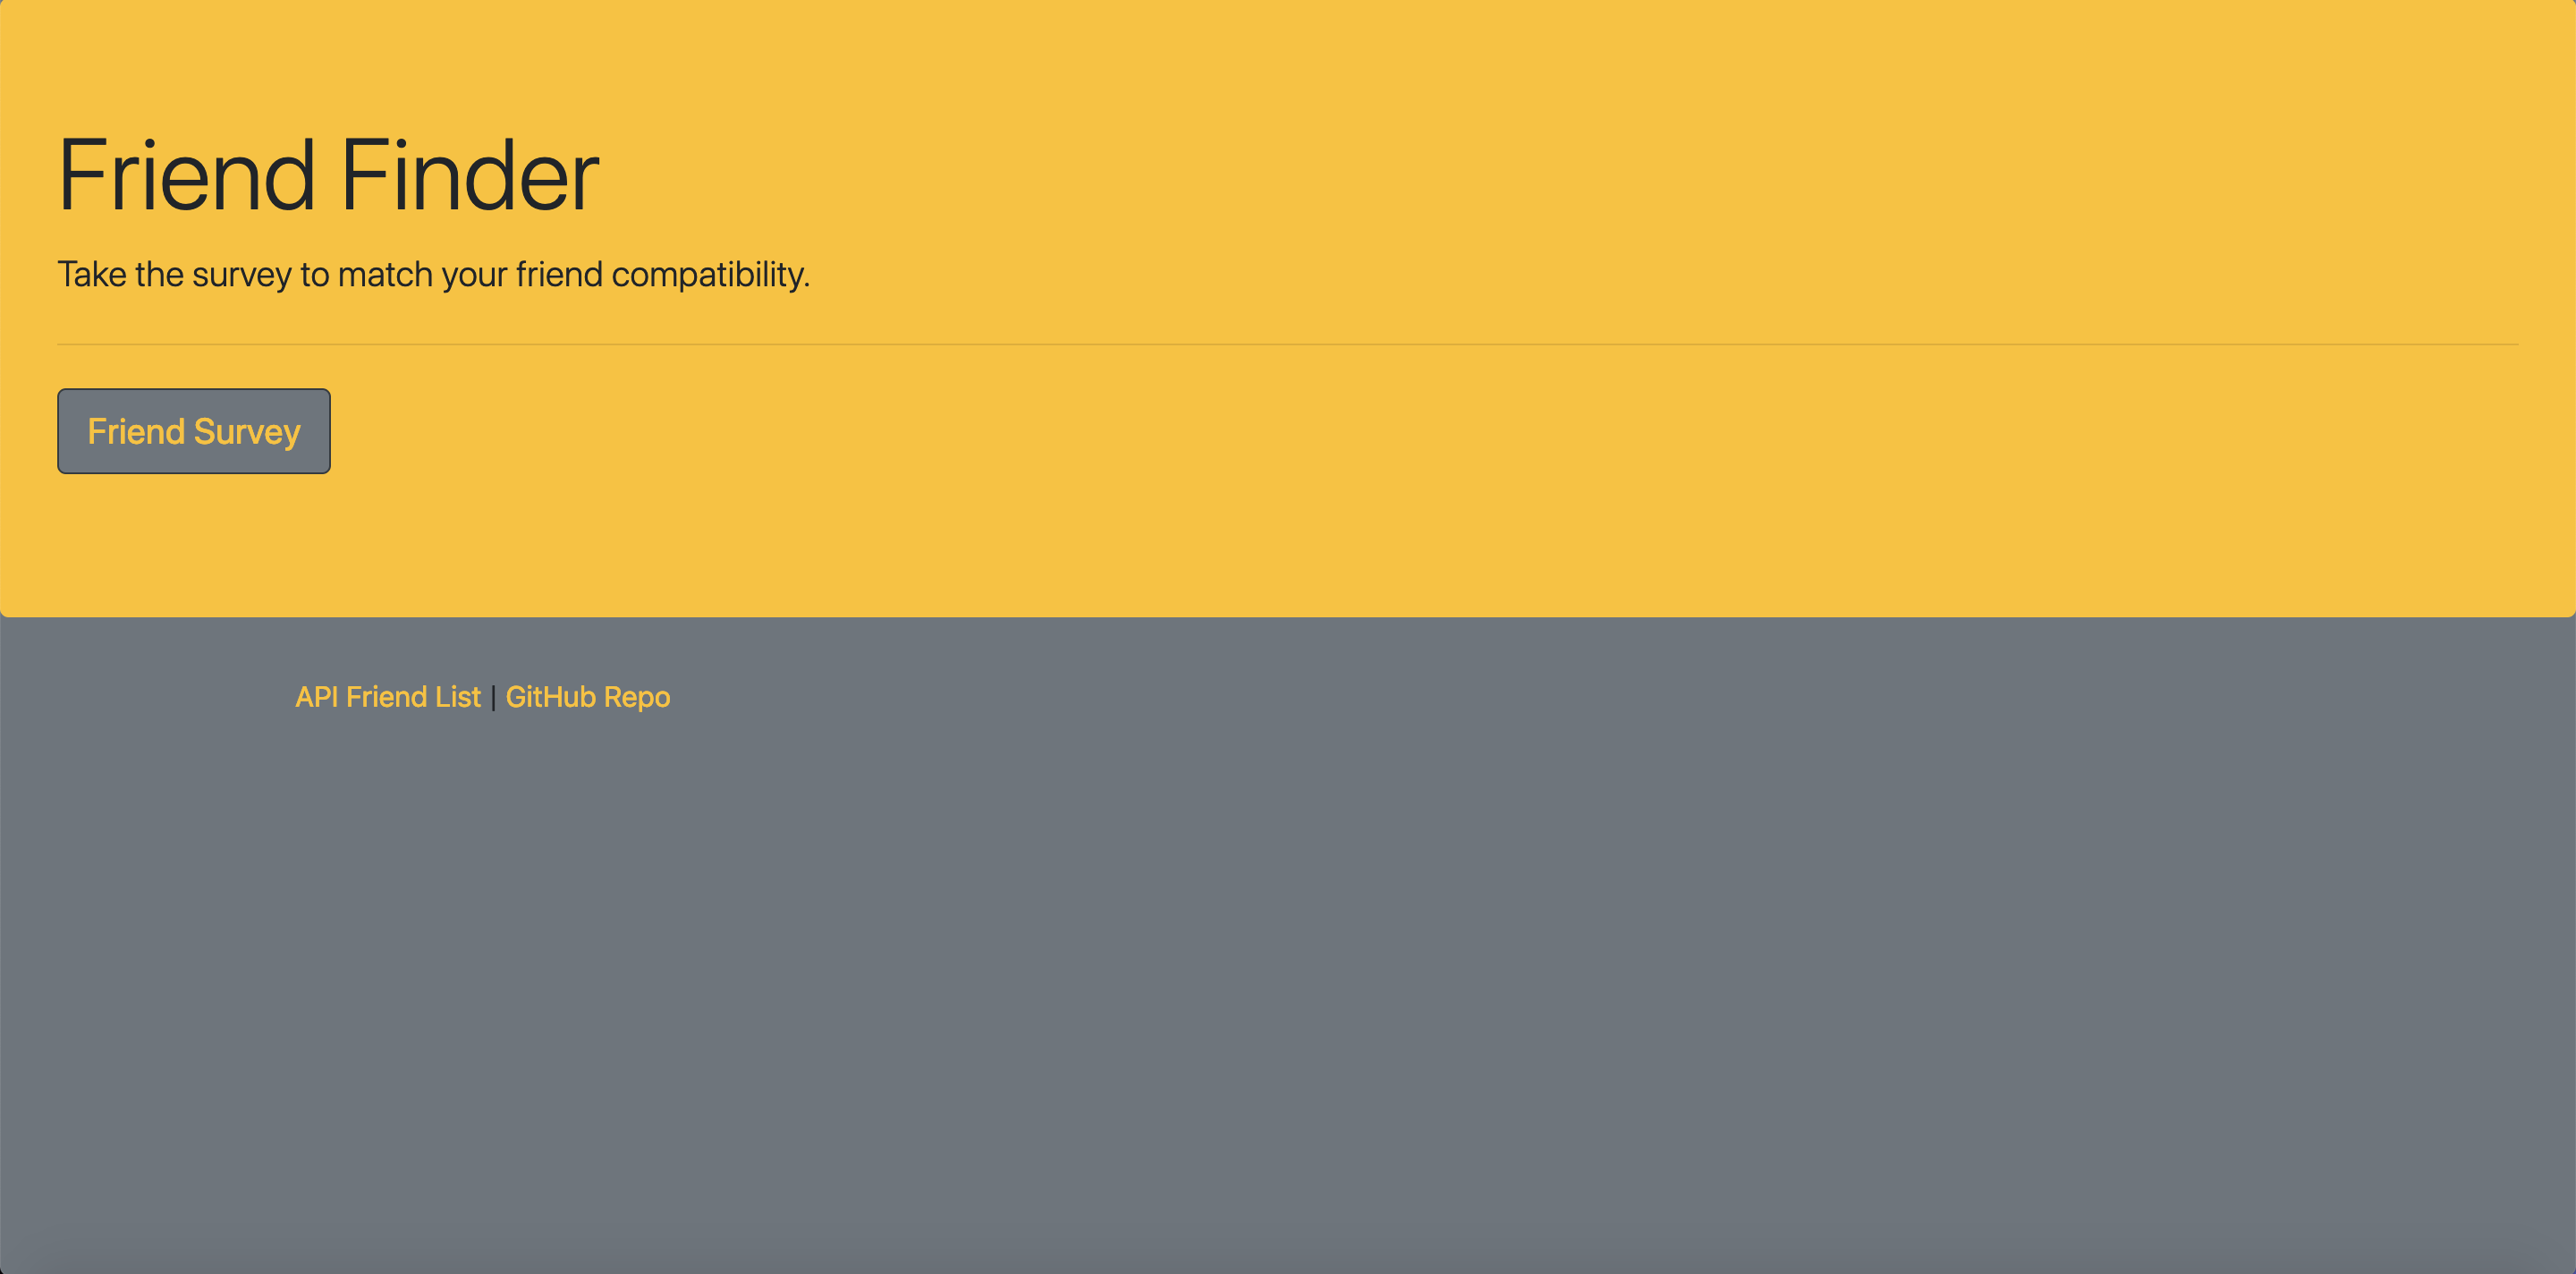 Friend Finder
Take the survey to match your friend compatibility.
Friend Survey
API Friend List | GitHub Repo